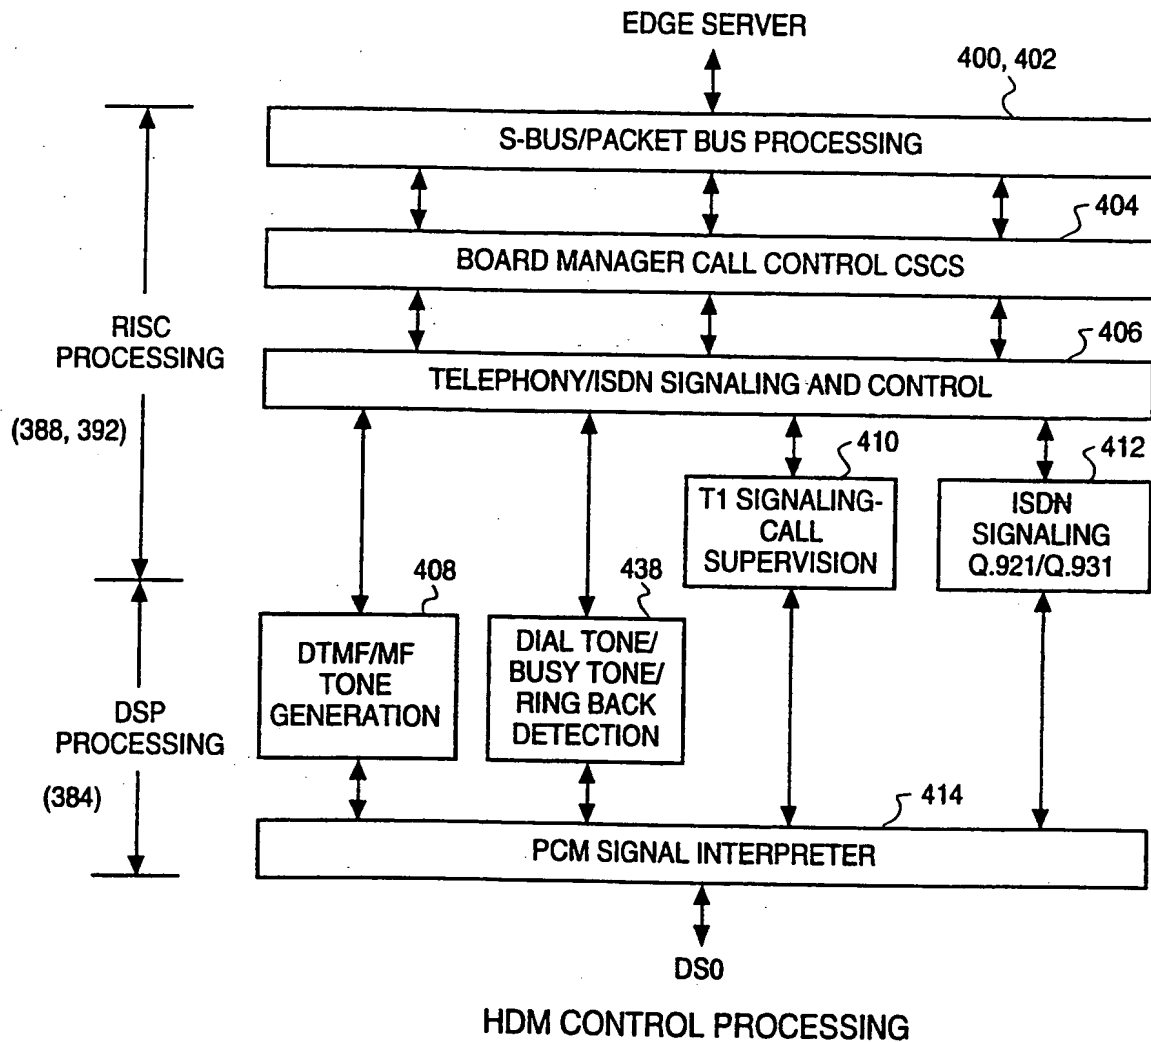 EDGE SERVER
400, 402
S-BUS/PACKET BUS PROCESSING
404
BOARD MANAGER CALL CONTROL CSCS
RISC
PROCESSING
(388, 392)
406
TELEPHONY/ISDN SIGNALING AND CONTROL
410
T1 SIGNALING-
CALL
SUPERVISION
412
ISDN
SIGNALING
Q.921/Q.931
408
DTMF/MF
TONE
GENERATION
438
DIAL TONE/
BUSY TONE/
RING BACK
DETECTION
DSP
PROCESSING
(384)
414
PCM SIGNAL INTERPRETER
DS0
HDM CONTROL PROCESSING